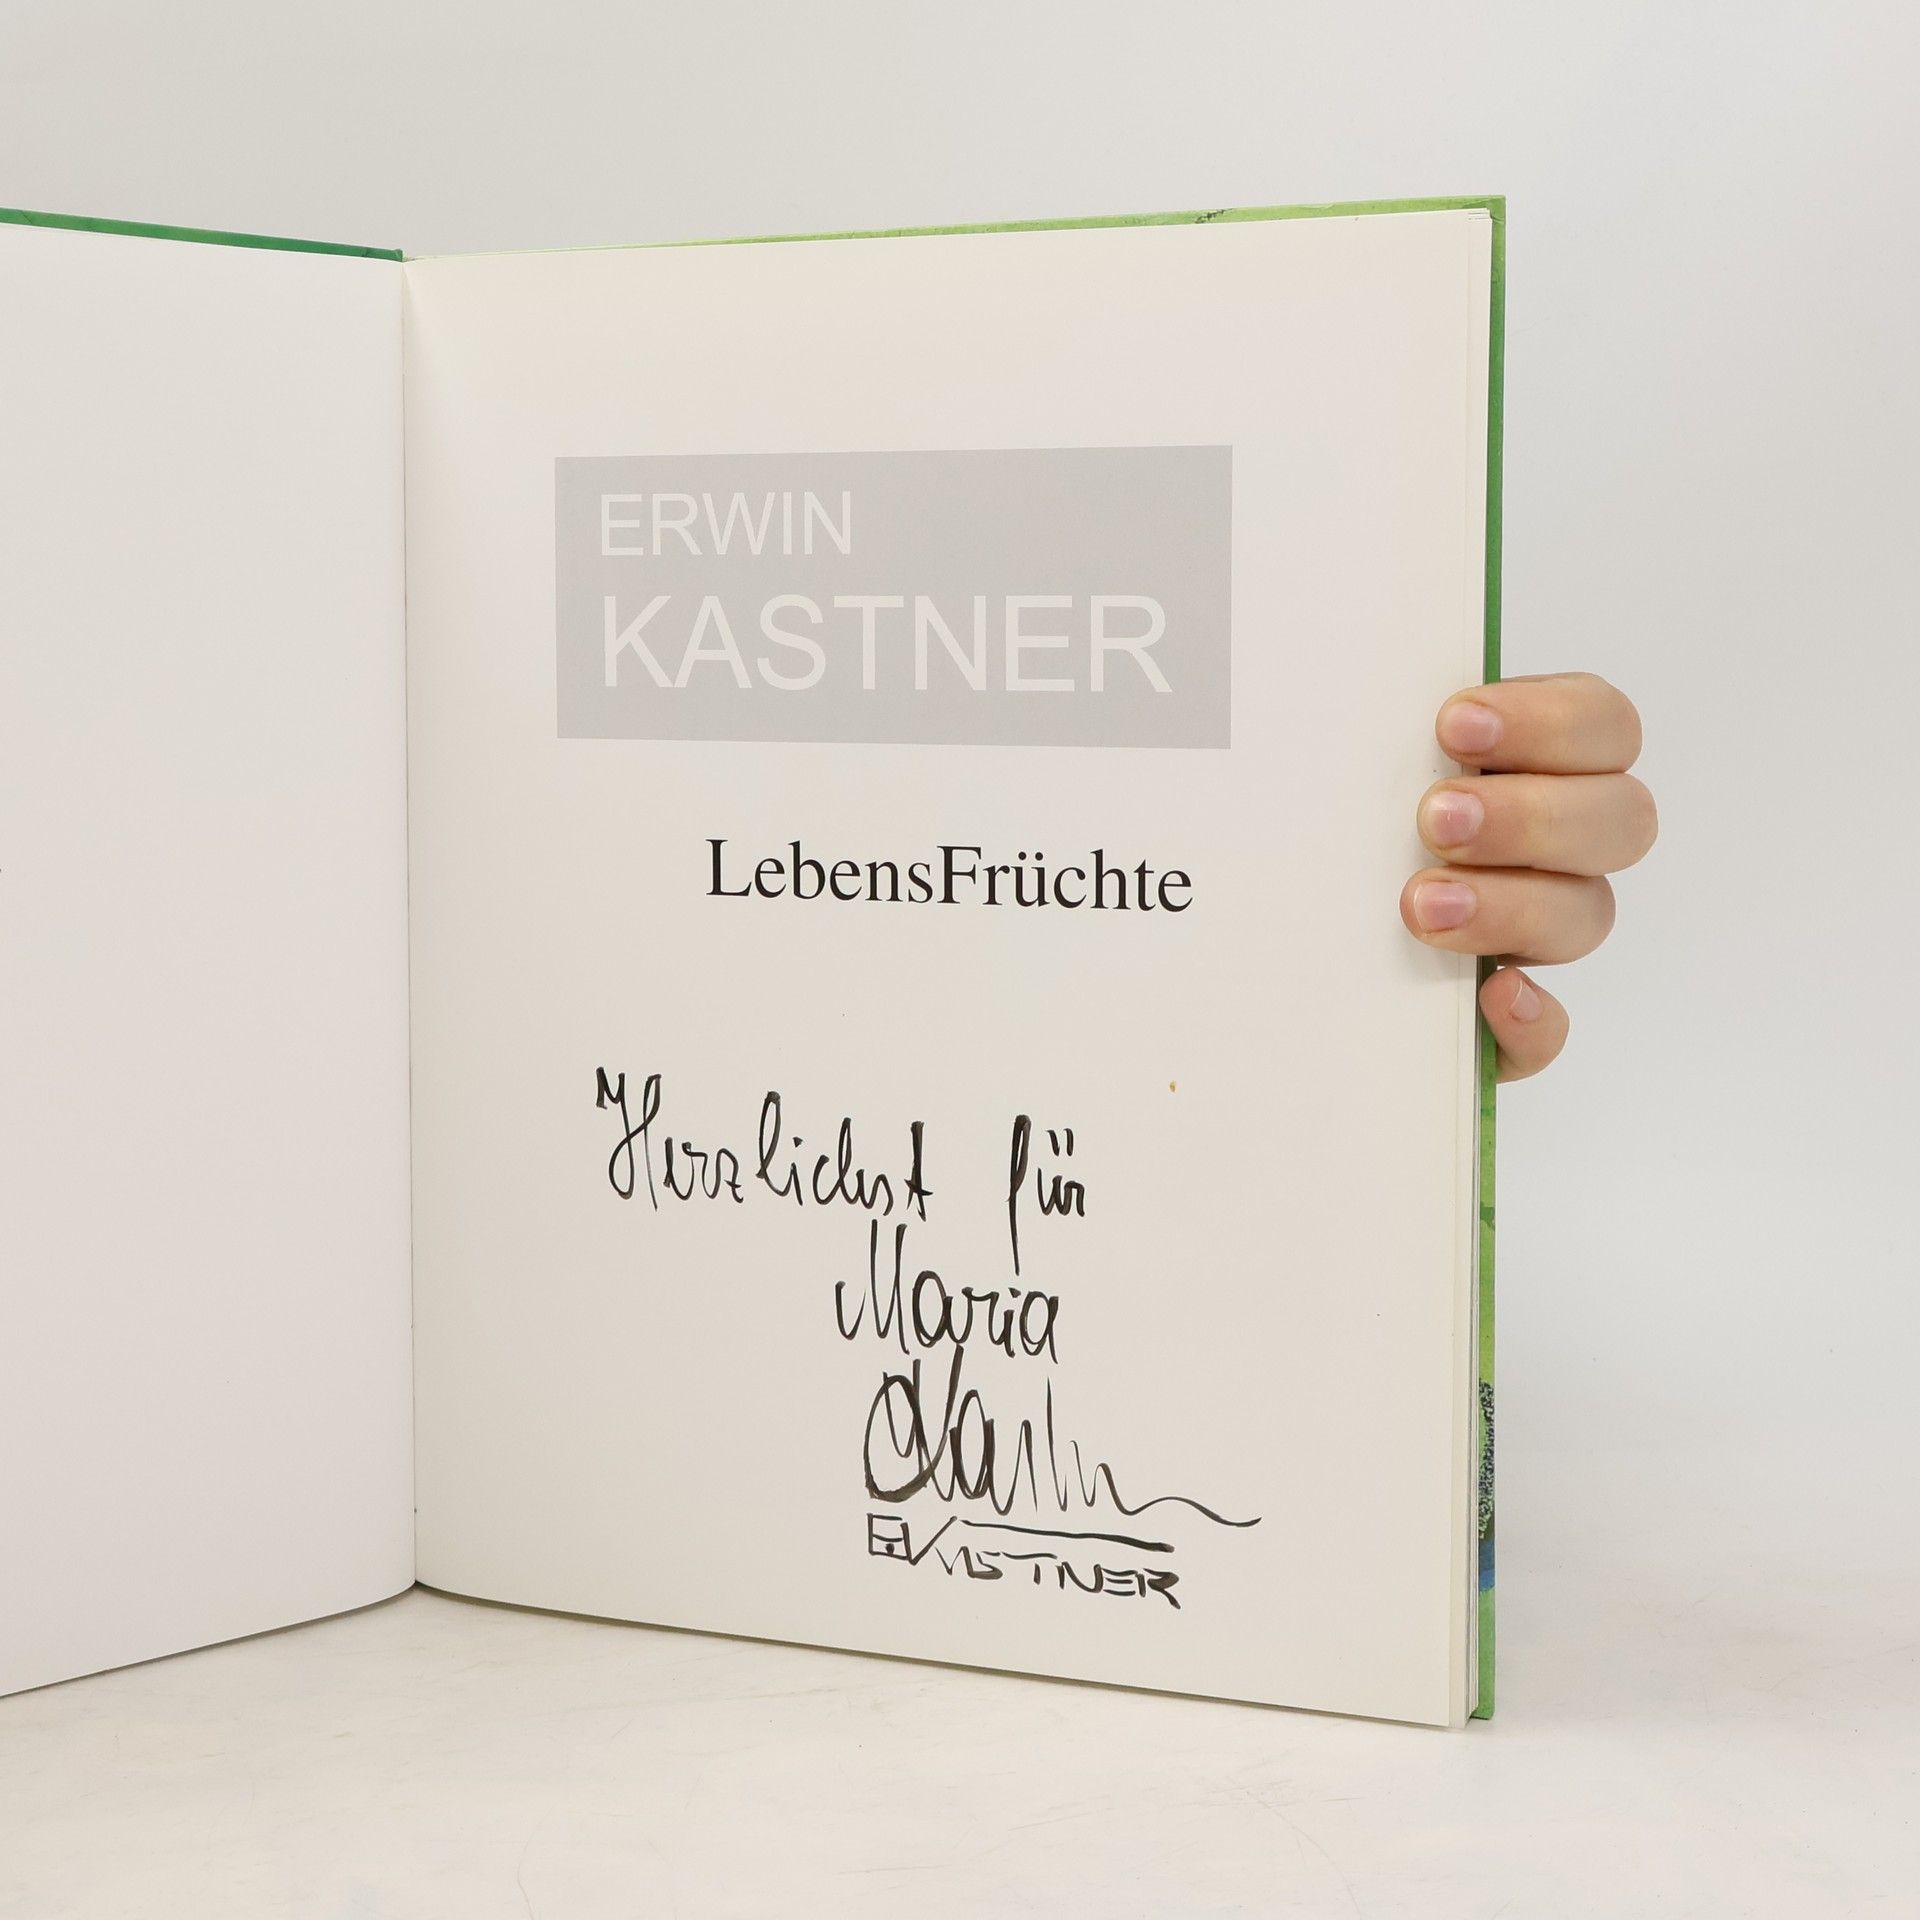 ERWIN
KASTNER
LebensFrüchte
Herzlichst für
Maria
KASTNER